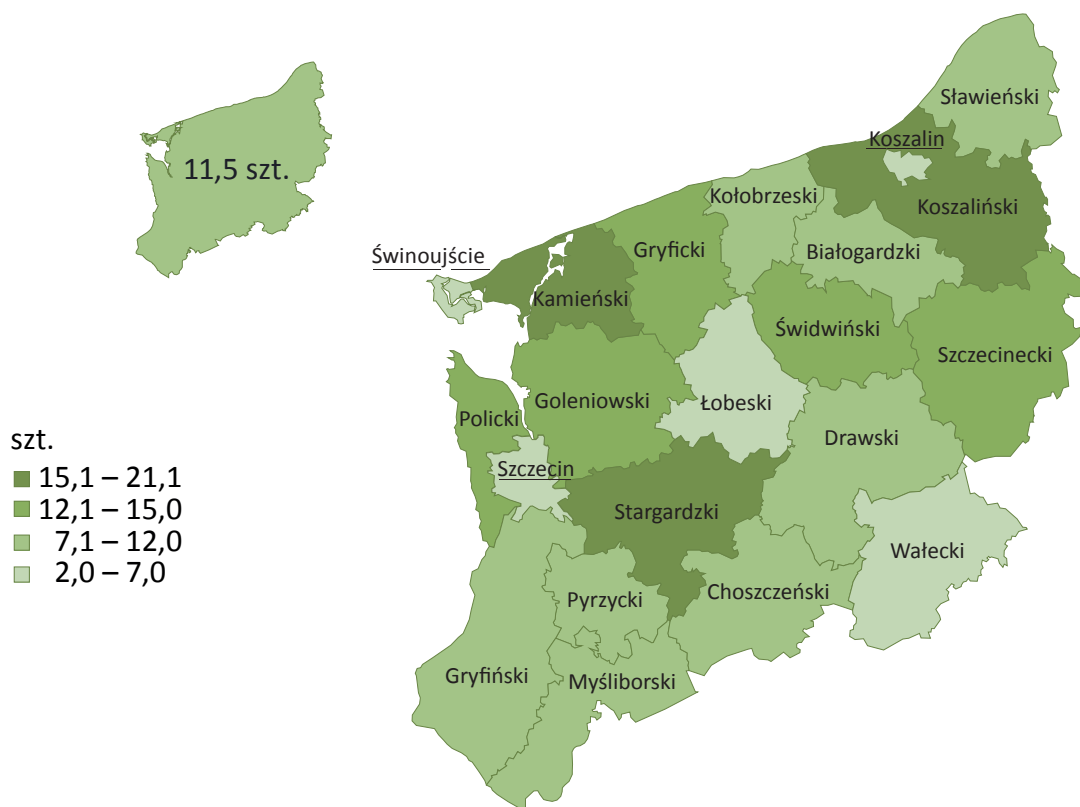 Sławieński
Koszalin
11,5 szt.
Kołobrzeski
Koszaliński
Gryficki
Białogardzki
Świnoujście
Kamieński
Świdwiński
Szczecinecki
Goleniowski
Łobeski
Policki
Drawski
szt.
Szczecin
15,1 – 21,1
12,1 – 15,0
Stargardzki
7,1 – 12,0
Wałecki
2,0 – 7,0
Choszczeński
Pyrzycki
Gryfiński
Myśliborski